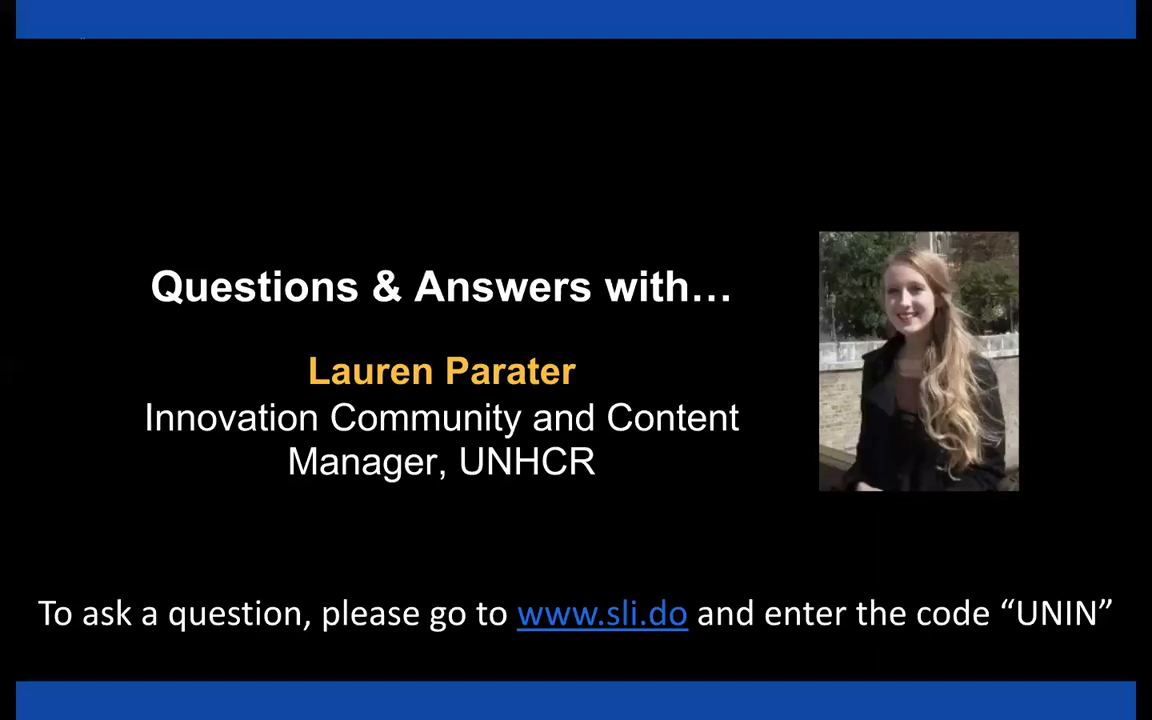 Questions & Answers with…
Lauren Parater
Innovation Community and Content
Manager, UNHCR
To ask a question, please go to www.sli.do and enter the code “UNIN”